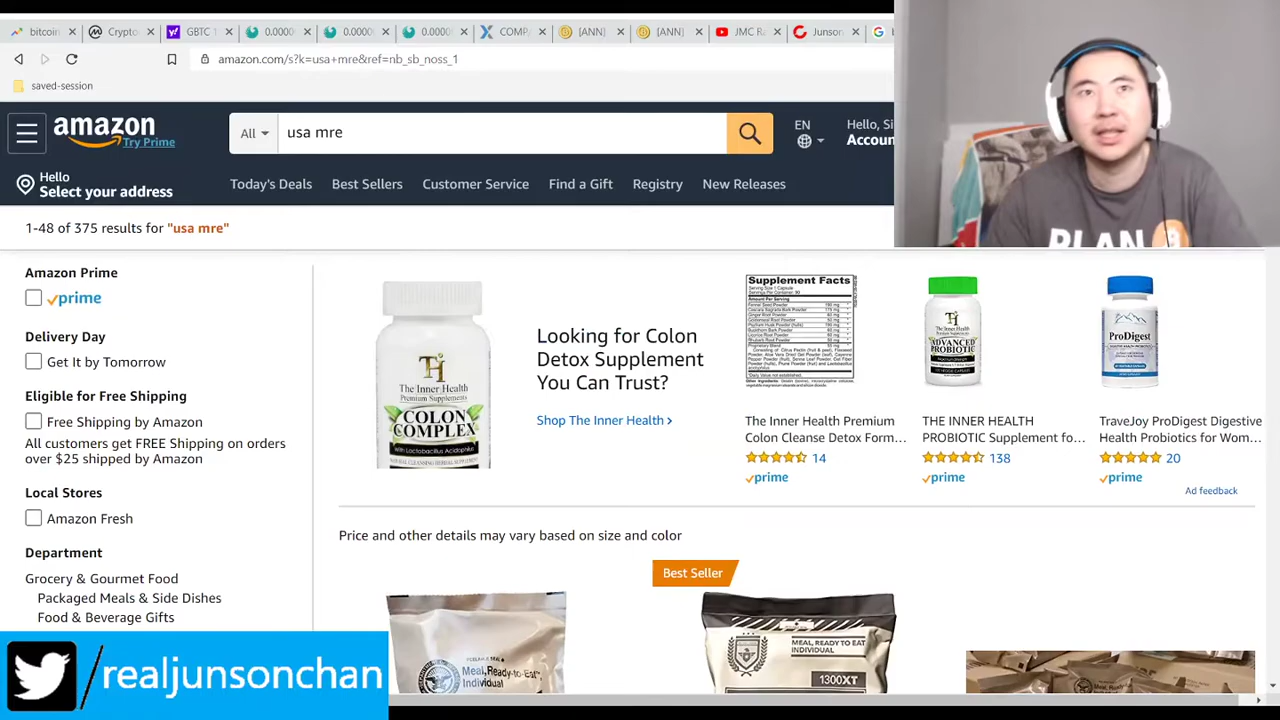 bitcoin
Crypto
GBTC
0.0000
0.0000
0.0000
COMP
[ANN]
[ANN]
JMC
Junson
amazon.com/s?k=usa+mre&ref=nb_sb_noss_1
saved-session
amazon
Try Prime
All
usa mre
EN
Hello, Si
Accoun
Hello
Select your address
Today's Deals
Best Sellers
Customer Service
Find a Gift
Registry
New Releases
PLAN
1-48 of 375 results for "usa mre"
Amazon Prime
prime
Delivery Day
Get It by Tomorrow
Eligible for Free Shipping
Free Shipping by Amazon
All customers get FREE Shipping on orders
over $25 shipped by Amazon
Local Stores
Amazon Fresh
Department
Grocery & Gourmet Food
Packaged Meals & Side Dishes
Food & Beverage Gifts
TH
The Inner Health
Premium Supplements
COLON
COMPLEX
With Lactobacillus Acidophilus
Looking for Colon
Detox Supplement
You Can Trust?
Shop The Inner Health
Supplement Facts
The Inner Health Premium
Colon Cleanse Detox Form...
14
prime
TH
ADVANCED
PROBIOTIC
THE INNER HEALTH
PROBIOTIC Supplement fo...
138
prime
ProDigest
TraveJoy ProDigest Digestive
Health Probiotics for Wom...
20
prime
Ad feedback
Price and other details may vary based on size and color
Best Seller
Meal, Ready-to-Eat
Individual
MEAL, READY TO EAT
INDIVIDUAL
1300XT
/realjunsonchan